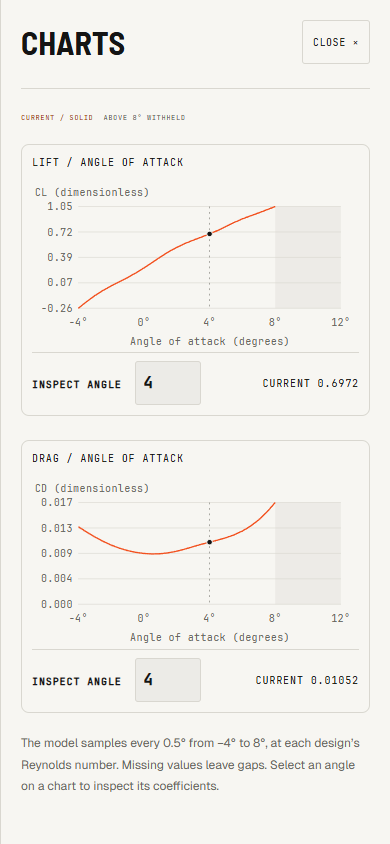 CHARTS
CLOSE ×
CURRENT / SOLID ABOVE 8° WITHHELD
LIFT / ANGLE OF ATTACK
CL (dimensionless)
1.05
0.72
0.39
0.07
-0.26
-4° 0° 4° 8° 12°
Angle of attack (degrees)
INSPECT ANGLE 4 CURRENT 0.6972
DRAG / ANGLE OF ATTACK
CD (dimensionless)
0.017
0.013
0.009
0.004
0.000
-4° 0° 4° 8° 12°
Angle of attack (degrees)
INSPECT ANGLE 4 CURRENT 0.01052
The model samples every 0.5° from −4° to 8°, at each design's
Reynolds number. Missing values leave gaps. Select an angle
on a chart to inspect its coefficients.